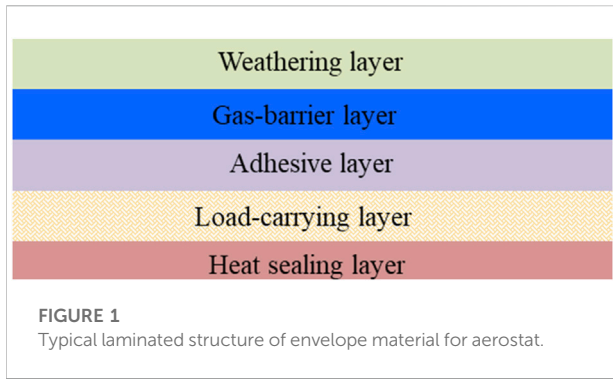 Weathering layer
Gas-barrier layer
Adhesive layer
Load-carrying layer
Heat sealing layer
FIGURE 1
Typical laminated structure of envelope material for aerostat.